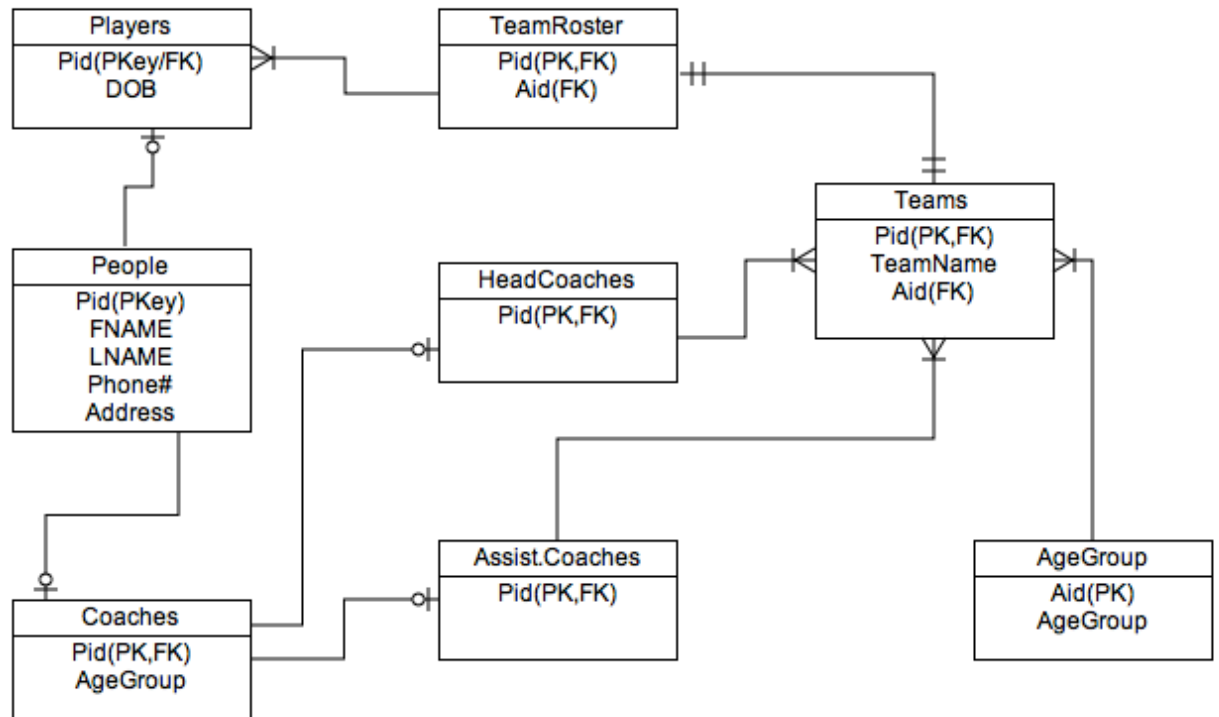 Players
Pid(PKey/FK)
DOB
TeamRoster
Pid(PK,FK)
Aid(FK)
Teams
Pid(PK,FK)
TeamName
Aid(FK)
People
Pid(PKey)
FNAME
LNAME
Phone#
Address
HeadCoaches
Pid(PK,FK)
Assist.Coaches
Pid(PK,FK)
AgeGroup
Aid(PK)
AgeGroup
Coaches
Pid(PK,FK)
AgeGroup